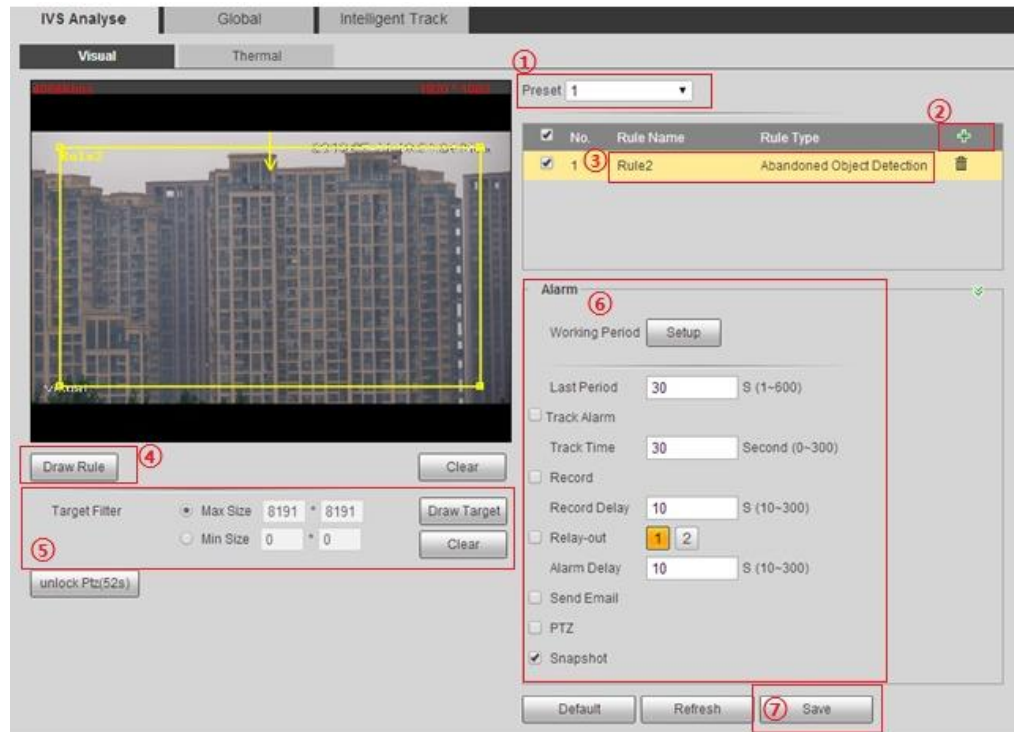 IVS Analyse Global Intelligent Track
Visual Thermal
①
Preset 1
②
No. Rule Name Rule Type
③
1 Rule2 Abandoned Object Detection
Rule2
Alarm
⑥
Working Period Setup
Last Period 30 S (1~600)
Track Alarm
Track Time 30 Second (0~300)
Record
Record Delay 10 S (10~300)
Relay-out 1 2
Alarm Delay 10 S (10~300)
Send Email
PTZ
Snapshot
Default Refresh ⑦ Save
Visual
Draw Rule ④ Clear
Target Filter Max Size 8191 * 8191 Draw Target
⑤ Min Size 0 * 0 Clear
unlock Ptz(52s)